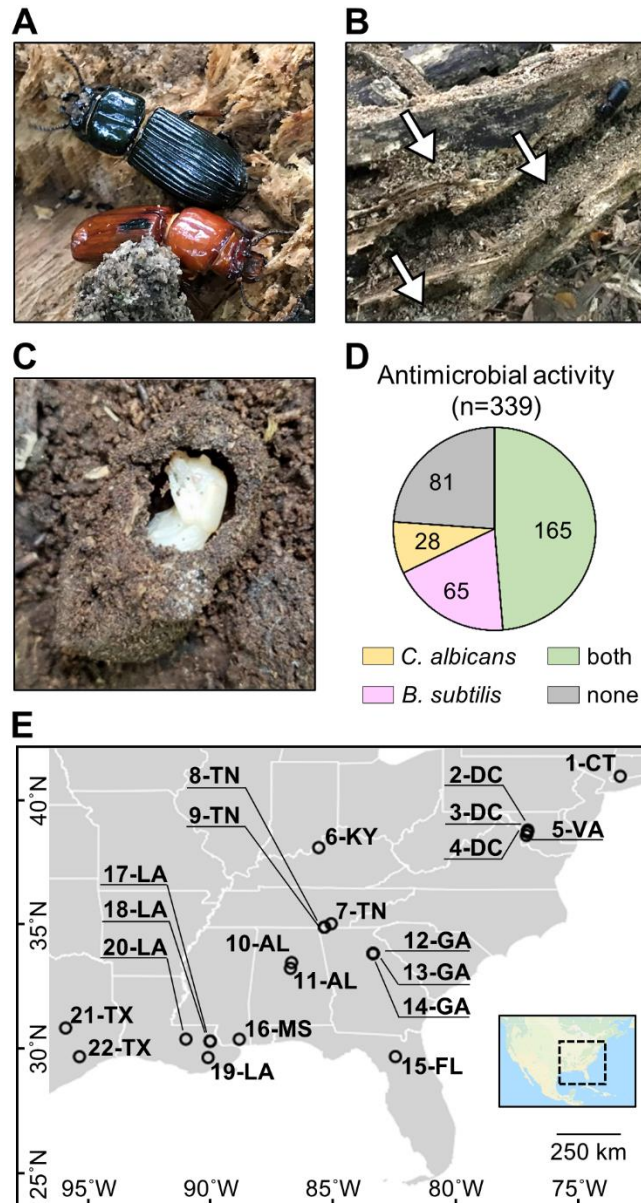 A
B
C
D
Antimicrobial activity
(n=339)
81
165
28
65
C. albicans
both
B. subtilis
none
E
40°N
35°N
30°N
25°N
95°W
90°W
85°W
80°W
75°W
1-CT
8-TN
2-DC
9-TN
3-DC
5-VA
6-KY
4-DC
17-LA
7-TN
18-LA
12-GA
10-AL
20-LA
13-GA
11-AL
14-GA
21-TX
16-MS
22-TX
19-LA
15-FL
250 km